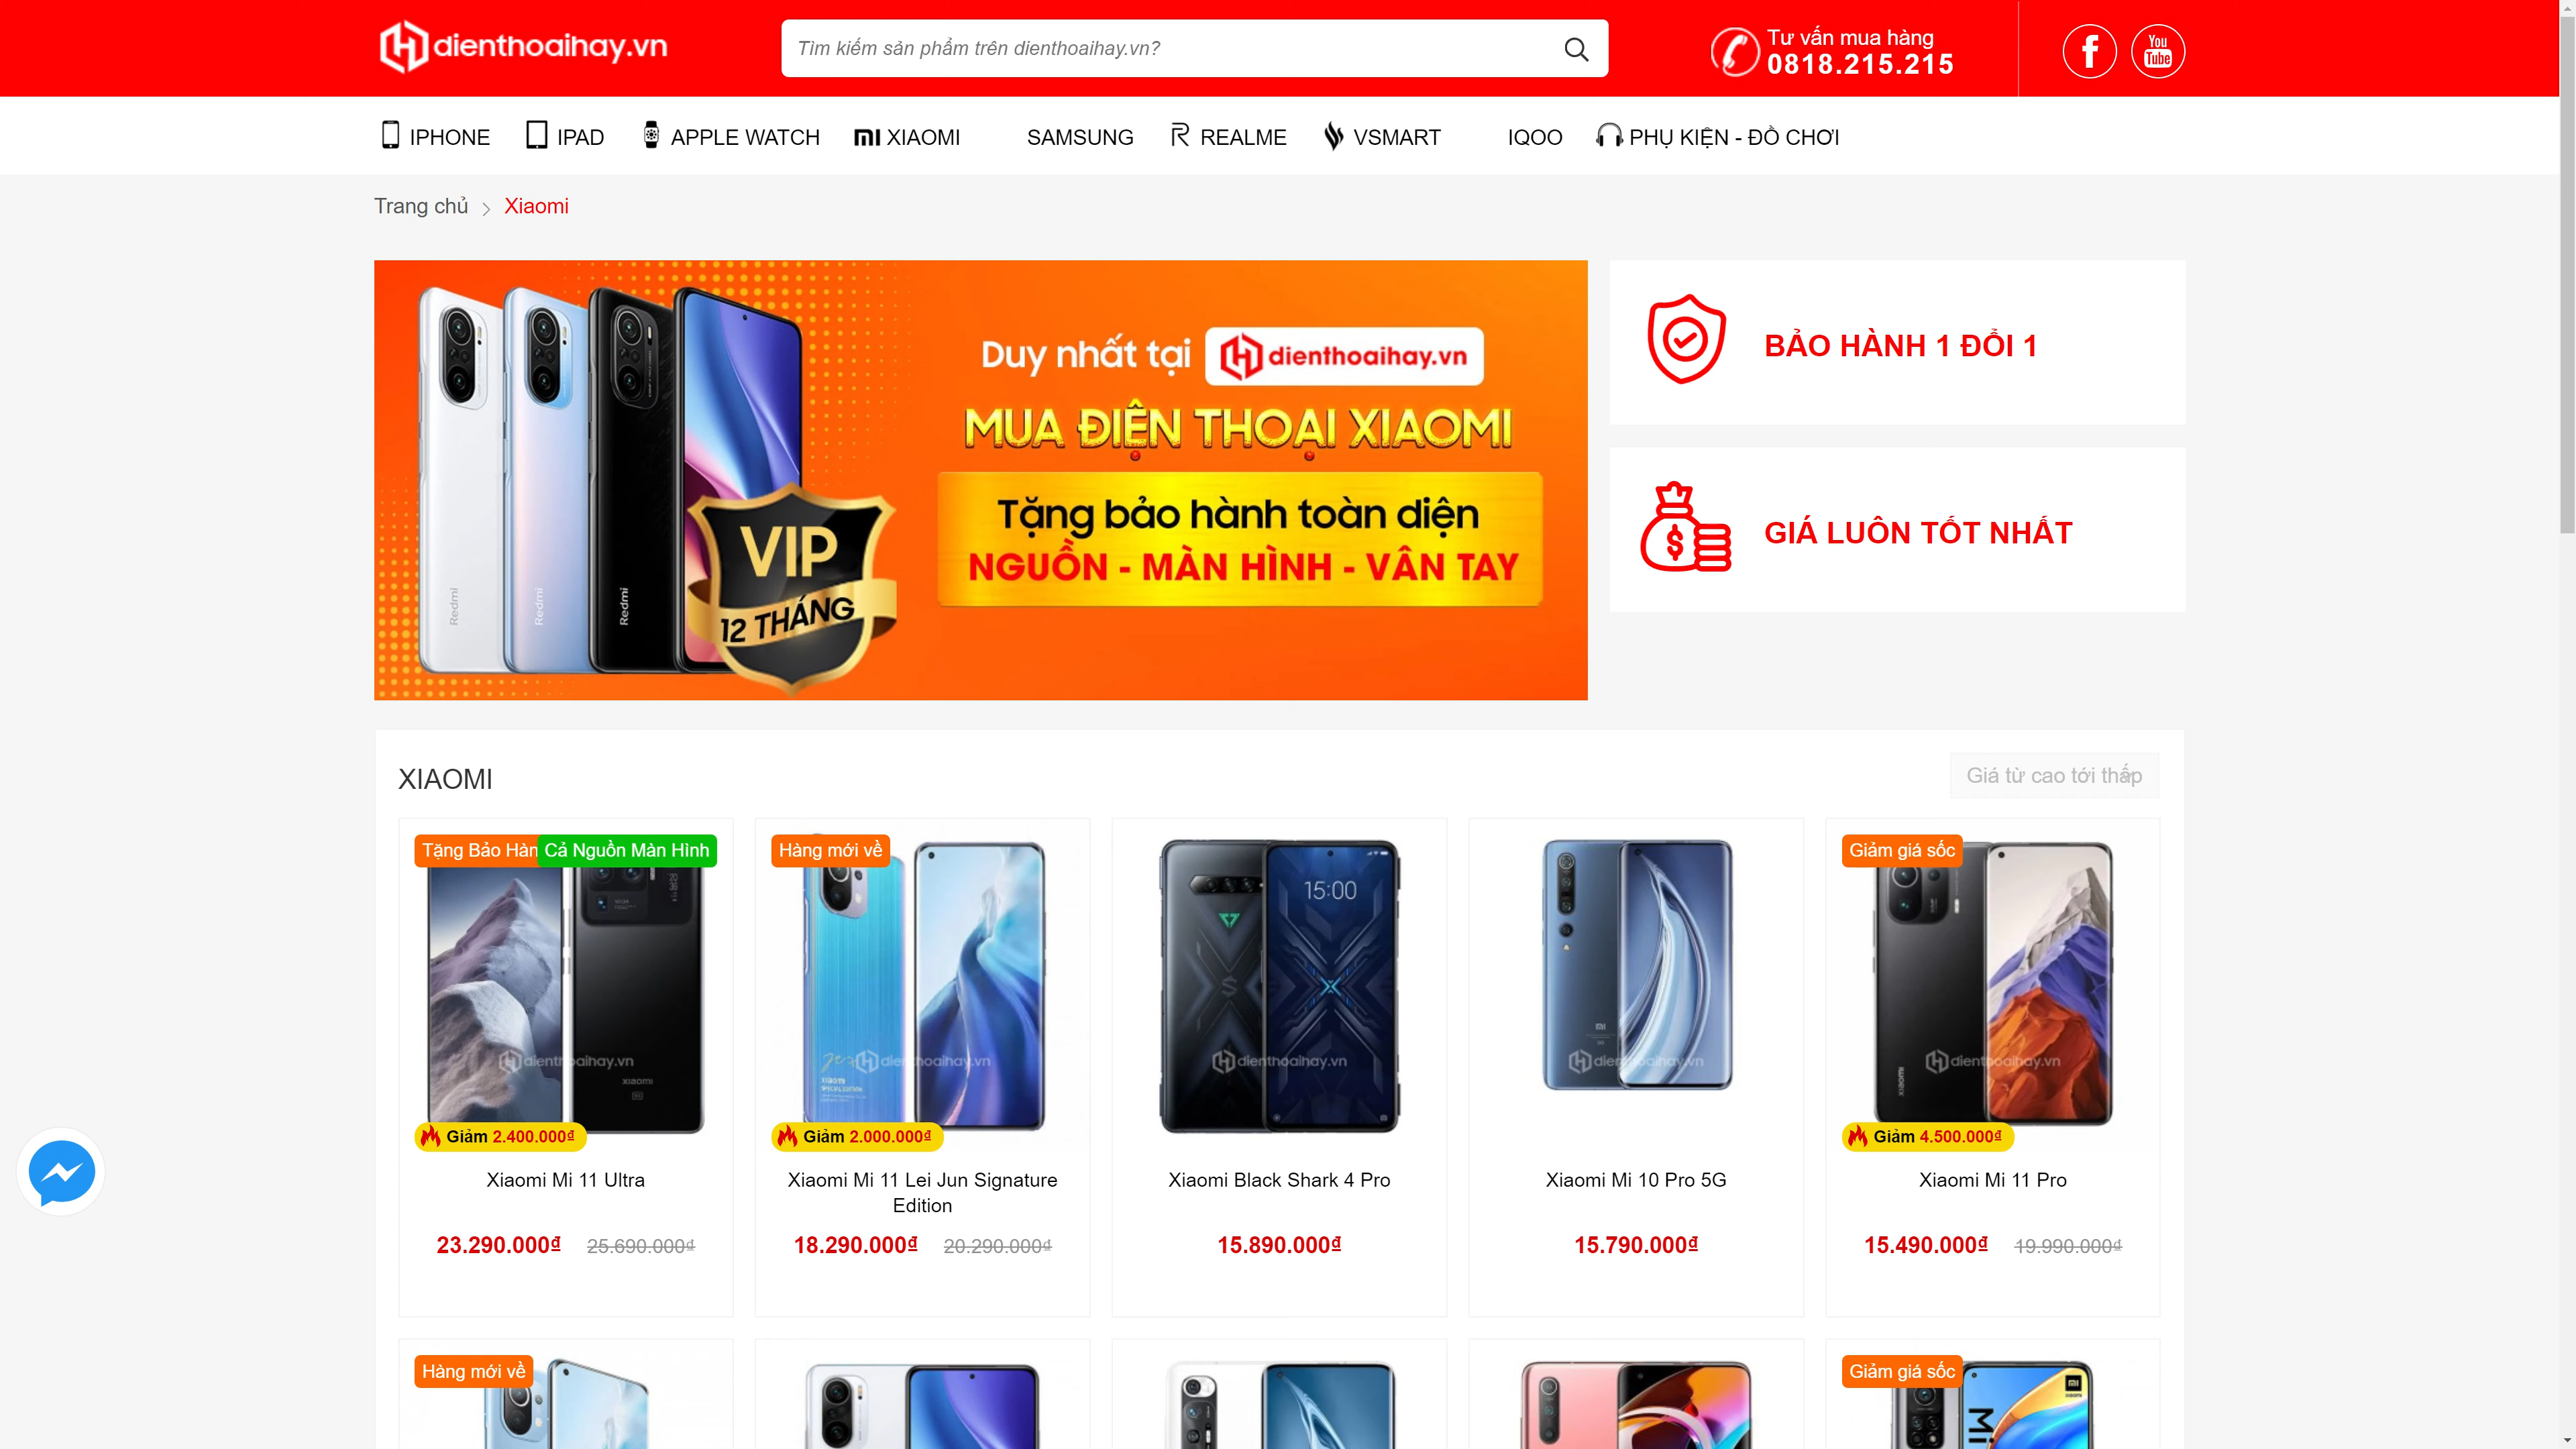 dienthoaihay.vn
Tìm kiếm sản phẩm trên dienthoaihay.vn?
Tư vấn mua hàng
0818.215.215
You
Tube
IPHONE
IPAD
APPLE WATCH
XIAOMI
SAMSUNG
REALME
VSMART
IQOO
PHỤ KIỆN - ĐỒ CHƠI
Trang chủ
Xiaomi
Redmi
Redmi
Redmi
VIP
12 THÁNG
Duy nhất tại dienthoaihay.vn
MUA ĐIỆN THOẠI XIAOMI
Tặng bảo hành toàn diện
NGUỒN - MÀN HÌNH - VÂN TAY
BẢO HÀNH 1 ĐỔI 1
GIÁ LUÔN TỐT NHẤT
XIAOMI
Giá từ cao tới thấp
Tặng Bảo Hàn
Cả Nguồn Màn Hình
dienthoaihay.vn
xiaomi
Giảm 2.400.000₫
Xiaomi Mi 11 Ultra
23.290.000₫ 25.690.000₫
Hàng mới về
dienthoaihay.vn
Giảm 2.000.000₫
Xiaomi Mi 11 Lei Jun Signature
Edition
18.290.000₫ 20.290.000₫
15:00
dienthoaihay.vn
Xiaomi Black Shark 4 Pro
15.890.000₫
dienthoaihay.vn
Xiaomi Mi 10 Pro 5G
15.790.000₫
Giảm giá sốc
xiaomi
dienthoaihay.vn
Giảm 4.500.000₫
Xiaomi Mi 11 Pro
15.490.000₫ 19.990.000₫
Hàng mới về
Giảm giá sốc
Mi